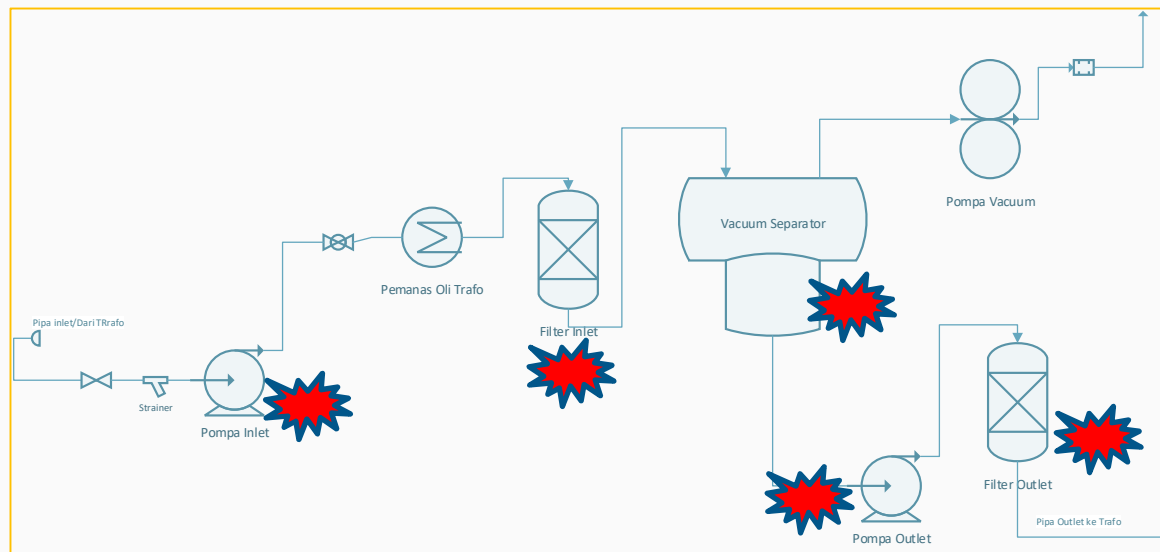 Pompa Vacuum
Vacuum Separator
Pemanas Oli Trafo
Pipa inlet/Dari TRrafo
Filter Inlet
Strainer
Pompa Inlet
Filter Outlet
Pipa Outlet ke Trafo
Pompa Outlet